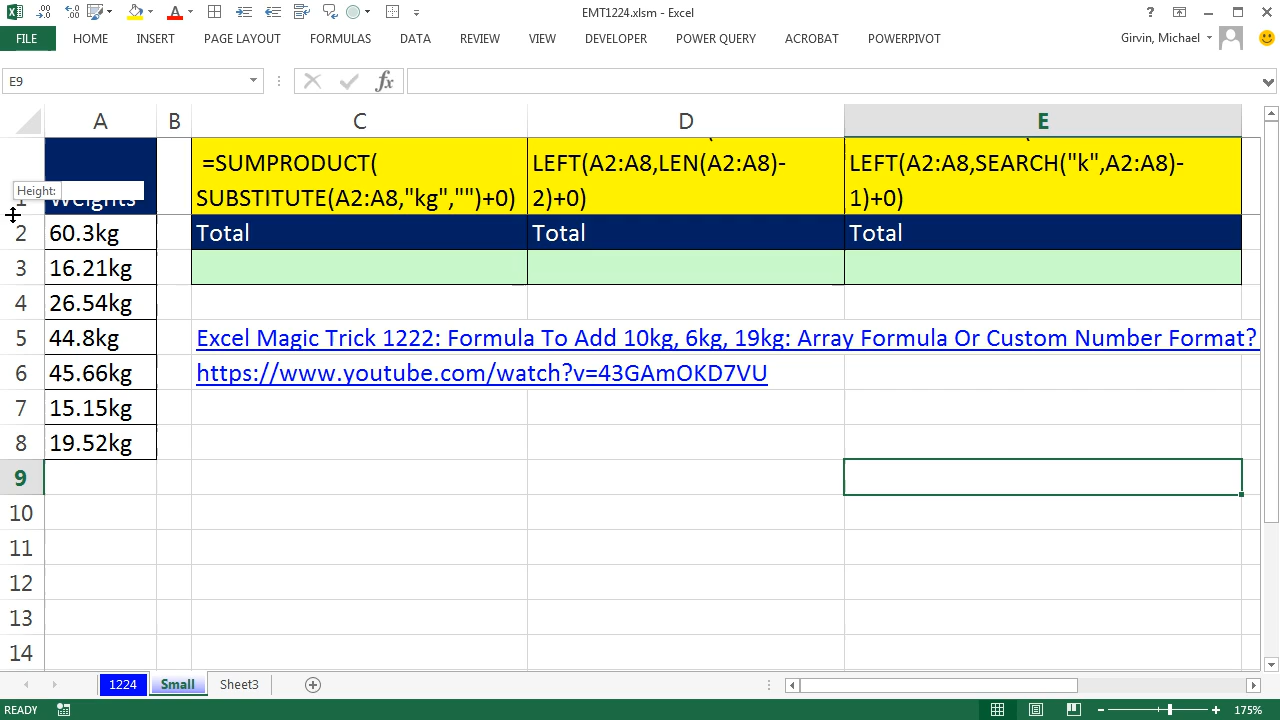 EMT1224.xlsm - Excel
FILE HOME INSERT PAGE LAYOUT FORMULAS DATA REVIEW VIEW DEVELOPER POWER QUERY ACROBAT POWERPIVOT Girvin, Michael
E9
fx
A B C D E
1 Weights =SUMPRODUCT(
SUBSTITUTE(A2:A8,"kg","")+0) LEFT(A2:A8,LEN(A2:A8)-
2)+0) LEFT(A2:A8,SEARCH("k",A2:A8)-
1)+0)
Height:
2 60.3kg Total Total Total
3 16.21kg
4 26.54kg
5 44.8kg Excel Magic Trick 1222: Formula To Add 10kg, 6kg, 19kg: Array Formula Or Custom Number Format?
6 45.66kg https://www.youtube.com/watch?v=43GAmOKD7VU
7 15.15kg
8 19.52kg
9
10
11
12
13
14
1224 Small Sheet3
READY 175%